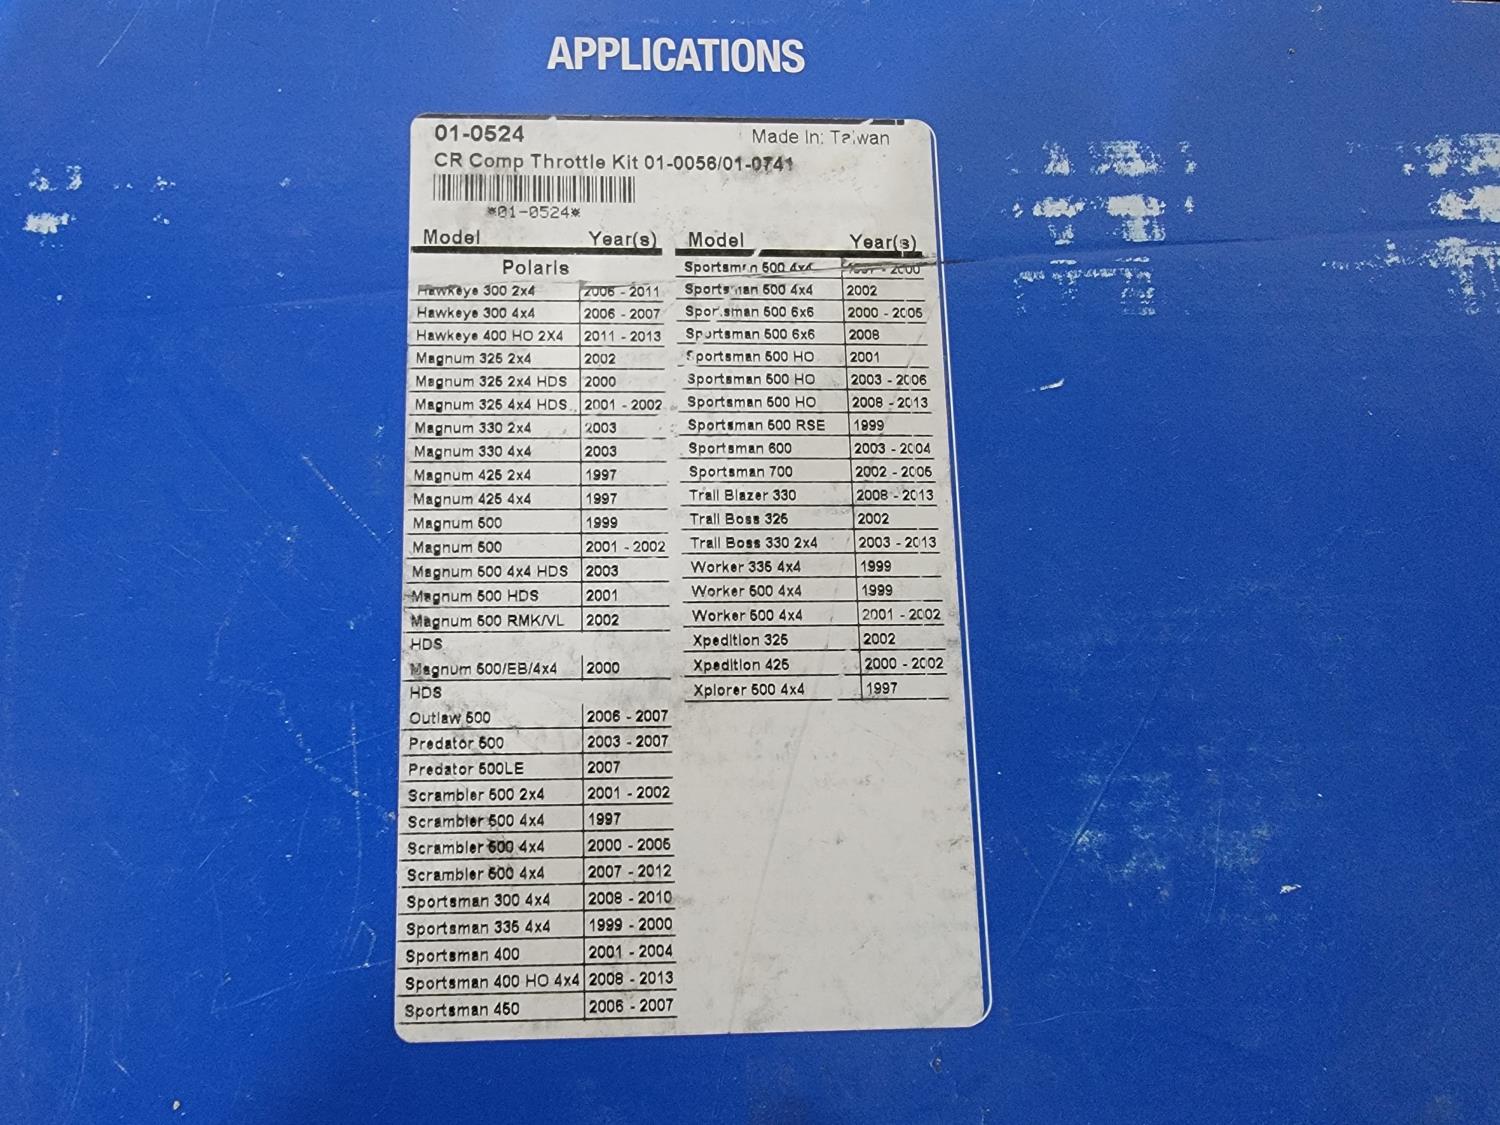 APPLICATIONS
01-0524 Made In: Taiwan
CR Comp Throttle Kit 01-0056/01-0741
*01-0524*
Model Year(s)
Polaris
Hawkeye 300 2x4 2006 - 2011
Hawkeye 300 4x4 2006 - 2007
Hawkeye 400 HO 2X4 2011 - 2013
Magnum 325 2x4 2002
Magnum 325 2x4 HDS 2000
Magnum 325 4x4 HDS 2001 - 2002
Magnum 330 2x4 2003
Magnum 330 4x4 2003
Magnum 425 2x4 1997
Magnum 425 4x4 1997
Magnum 500 1999
Magnum 500 2001 - 2002
Magnum 500 4x4 HDS 2003
Magnum 500 HDS 2001
Magnum 500 RMK/VL 2002
HDS
Magnum 500/EB/4x4 2000
HDS
Outlaw 500 2006 - 2007
Predator 500 2003 - 2007
Predator 500LE 2007
Scrambler 500 2x4 2001 - 2002
Scrambler 500 4x4 1997
Scrambler 500 4x4 2000 - 2005
Scrambler 500 4x4 2007 - 2012
Sportsman 300 4x4 2008 - 2010
Sportsman 335 4x4 1999 - 2000
Sportsman 400 2001 - 2004
Sportsman 400 HO 4x4 2008 - 2013
Sportsman 450 2006 - 2007
Model Year(s)
Sportsman 500 4x4 - 2000
Sportsman 500 4x4 2002
Sportsman 500 6x6 2000 - 2005
Sportsman 500 6x6 2008
Sportsman 500 HO 2001
Sportsman 500 HO 2003 - 2006
Sportsman 500 HO 2008 - 2013
Sportsman 500 RSE 1999
Sportsman 600 2003 - 2004
Sportsman 700 2002 - 2005
Trail Blazer 330 2008 - 2013
Trail Boss 325 2002
Trail Boss 330 2x4 2003 - 2013
Worker 335 4x4 1999
Worker 500 4x4 1999
Worker 500 4x4 2001 - 2002
Xpedition 325 2002
Xpedition 425 2000 - 2002
Xplorer 500 4x4 1997